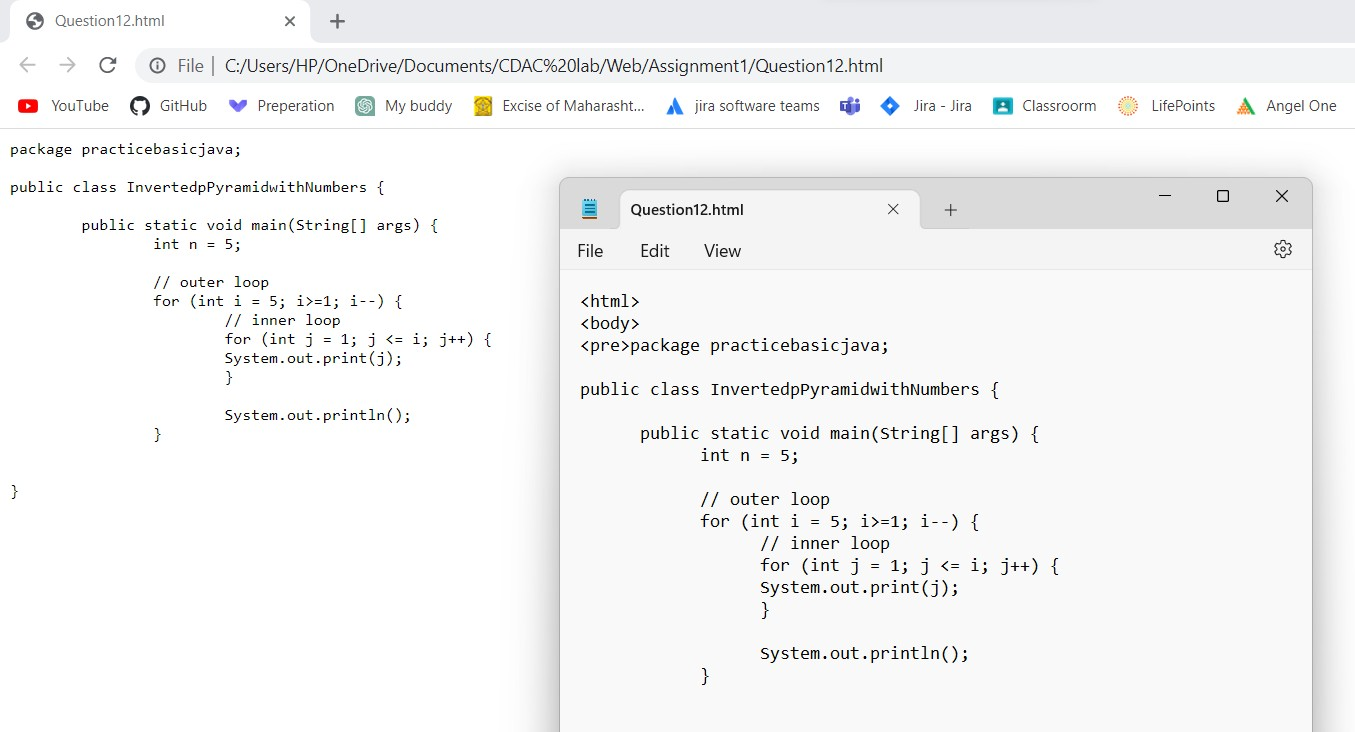 Question12.html
File | C:/Users/HP/OneDrive/Documents/CDAC%20lab/Web/Assignment1/Question12.html
YouTube GitHub Preperation My buddy Excise of Maharasht... jira software teams Jira - Jira Classroorm LifePoints Angel One
package practicebasicjava;
public class InvertedpPyramidwithNumbers {
public static void main(String[] args) {
int n = 5;
// outer loop
for (int i = 5; i>=1; i--) {
// inner loop
for (int j = 1; j <= i; j++) {
System.out.print(j);
}
System.out.println();
}
}
Question12.html
File Edit View
<html>
<body>
<pre>package practicebasicjava;
public class InvertedpPyramidwithNumbers {
public static void main(String[] args) {
int n = 5;
// outer loop
for (int i = 5; i>=1; i--) {
// inner loop
for (int j = 1; j <= i; j++) {
System.out.print(j);
}
System.out.println();
}